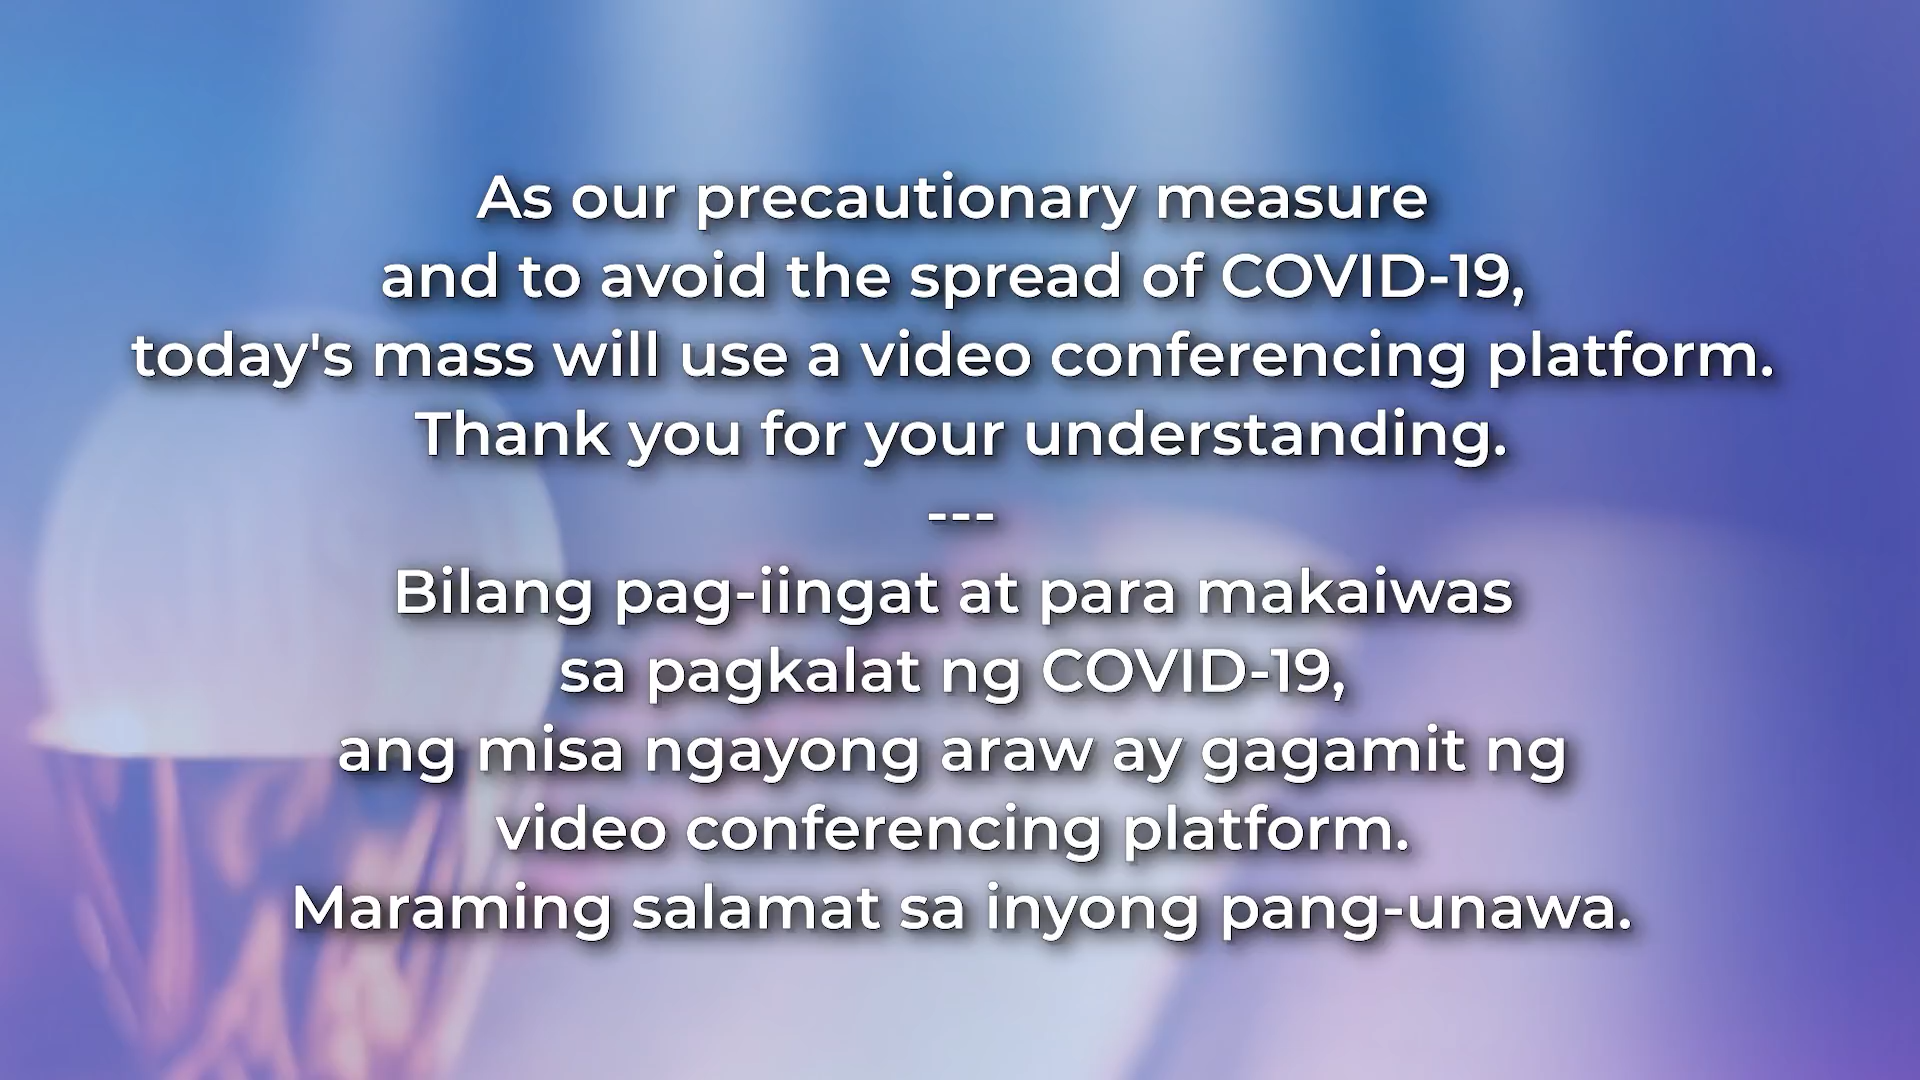 As our precautionary measure
and to avoid the spread of COVID-19,
today's mass will use a video conferencing platform.
Thank you for your understanding.
---
Bilang pag-iingat at para makaiwas
sa pagkalat ng COVID-19,
ang misa ngayong araw ay gagamit ng
video conferencing platform.
Maraming salamat sa inyong pang-unawa.